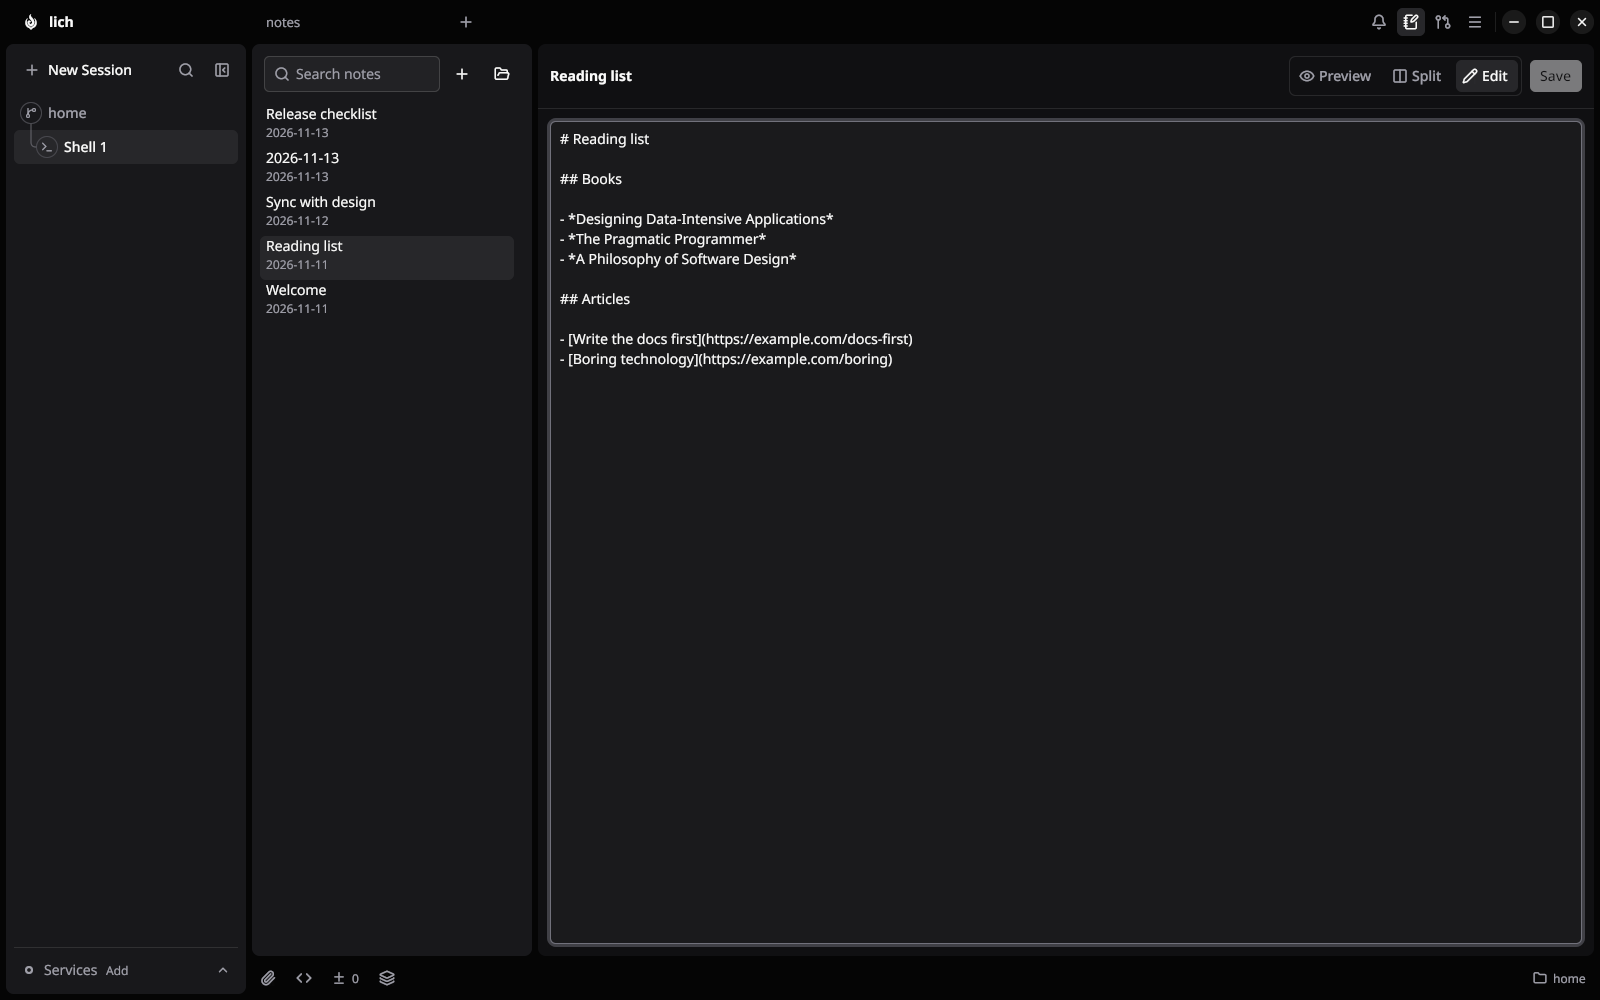 lich
notes
New Session
home
Shell 1
Services Add
Search notes
Release checklist
2026-11-13
2026-11-13
2026-11-13
Sync with design
2026-11-12
Reading list
2026-11-11
Welcome
2026-11-11
Reading list
Preview
Split
Edit
Save
# Reading list
## Books
- *Designing Data-Intensive Applications*
- *The Pragmatic Programmer*
- *A Philosophy of Software Design*
## Articles
- [Write the docs first](https://example.com/docs-first)
- [Boring technology](https://example.com/boring)
± 0
home